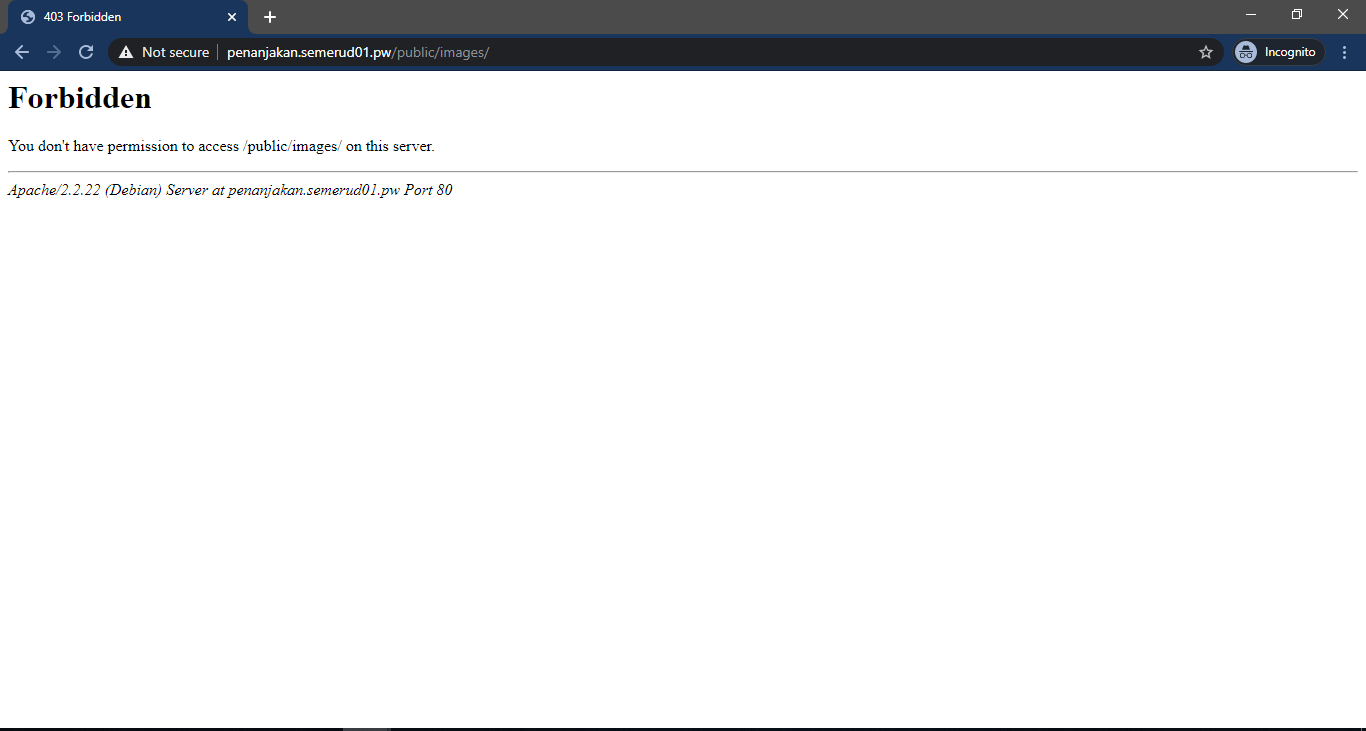 403 Forbidden
Not secure
penanjakan.semerud01.pw/public/images/
Incognito
Forbidden
You don't have permission to access /public/images/ on this server.
Apache/2.2.22 (Debian) Server at penanjakan.semerud01.pw Port 80